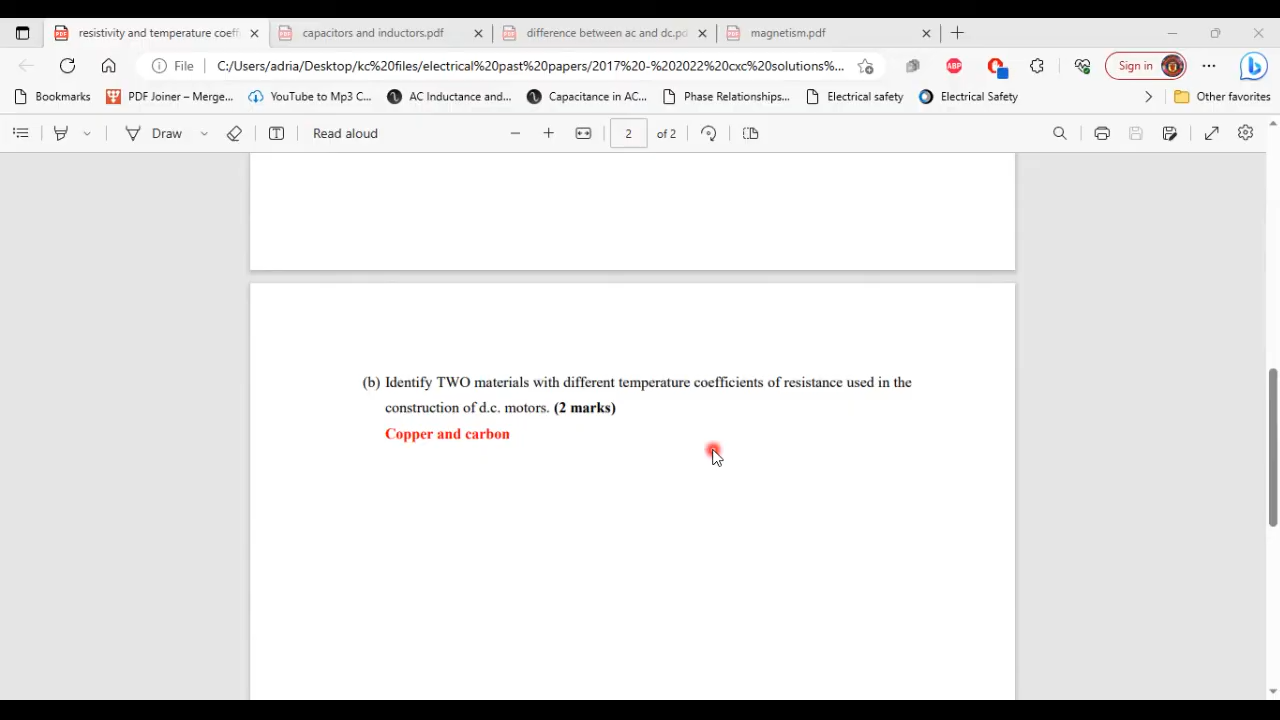 resistivity and temperature coeff
capacitors and inductors.pdf
difference between ac and dc.pd
magnetism.pdf
File
C:/Users/adria/Desktop/kc%20files/electrical%20past%20papers/2017%20-%202022%20cxc%20solutions%...
ABP
Sign in
Bookmarks
PDF Joiner – Merge...
YouTube to Mp3 C...
AC Inductance and...
Capacitance in AC...
Phase Relationships...
Electrical safety
Electrical Safety
Other favorites
Draw
Read aloud
2 of 2
(b) Identify TWO materials with different temperature coefficients of resistance used in the
construction of d.c. motors. (2 marks)
Copper and carbon